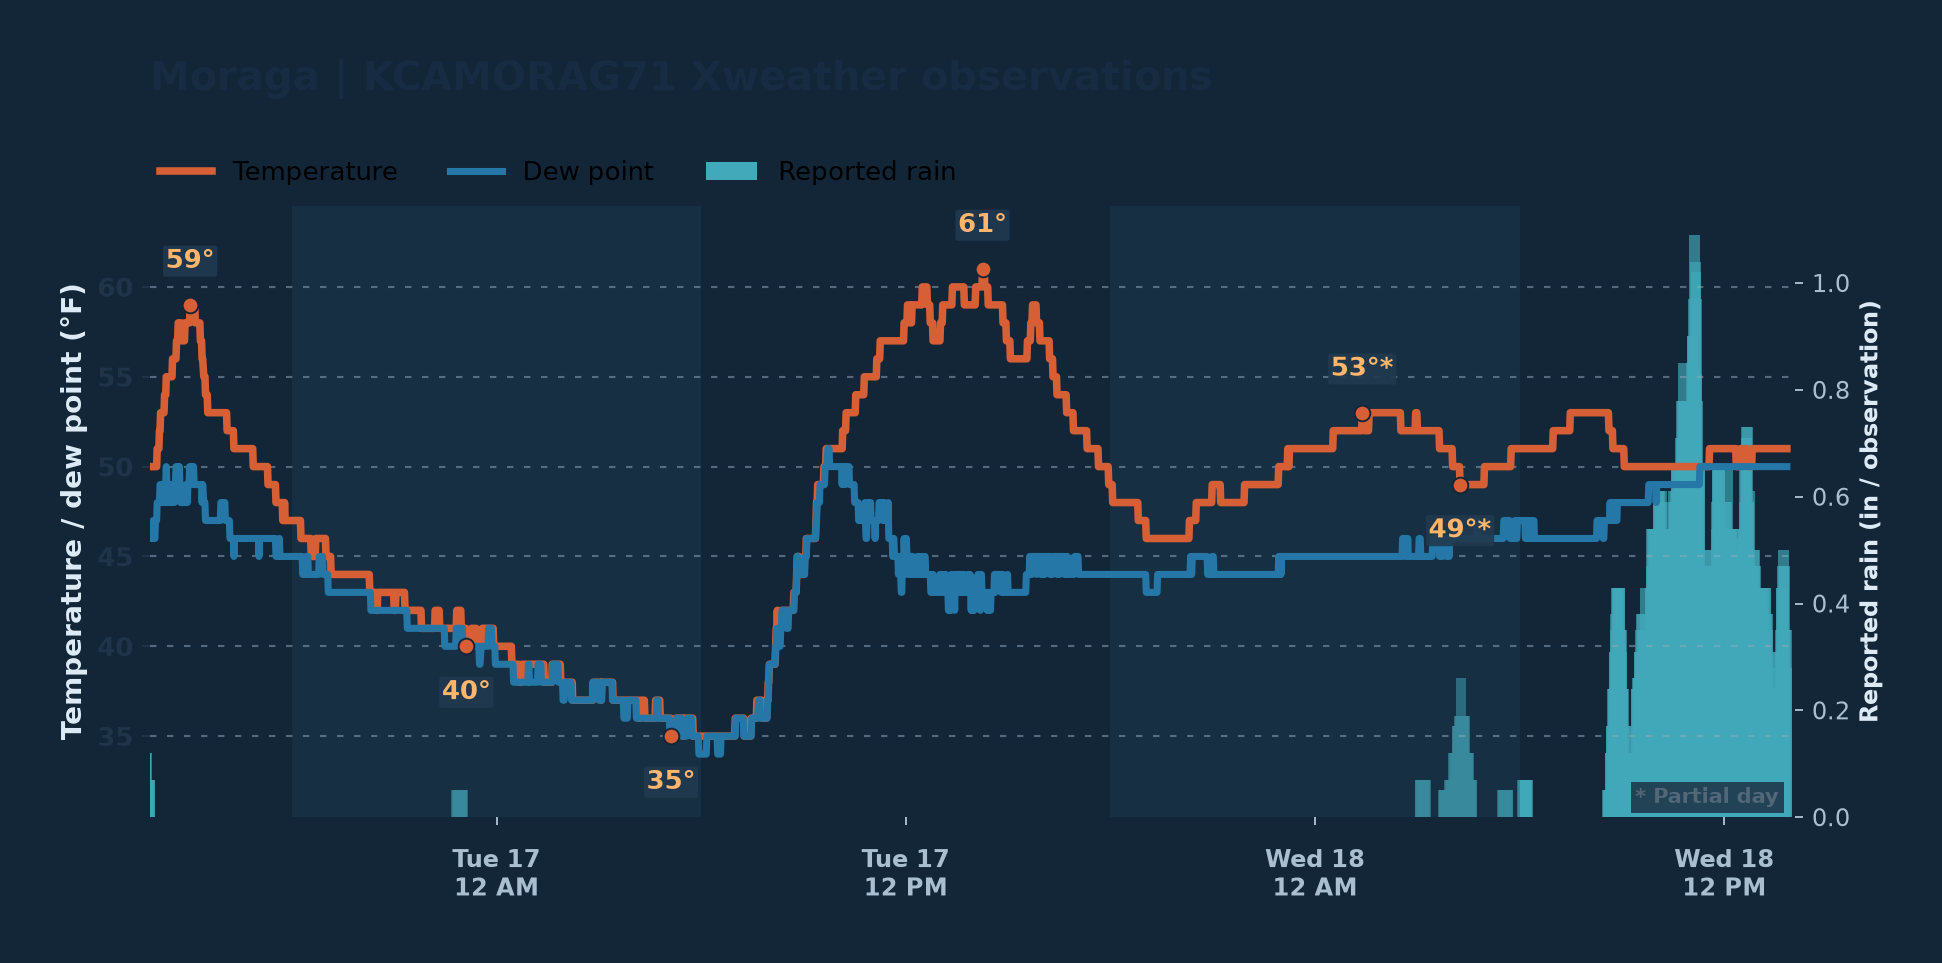 Moraga | KCAMORAG71 Xweather observations
Temperature
Dew point
Reported rain
Temperature / dew point (°F)
60
55
50
45
40
35
59°
40°
35°
61°
53°*
49°*
1.0
0.8
0.6
0.4
0.2
0.0
Reported rain (in / observation)
* Partial day
Tue 17
12 AM
Tue 17
12 PM
Wed 18
12 AM
Wed 18
12 PM